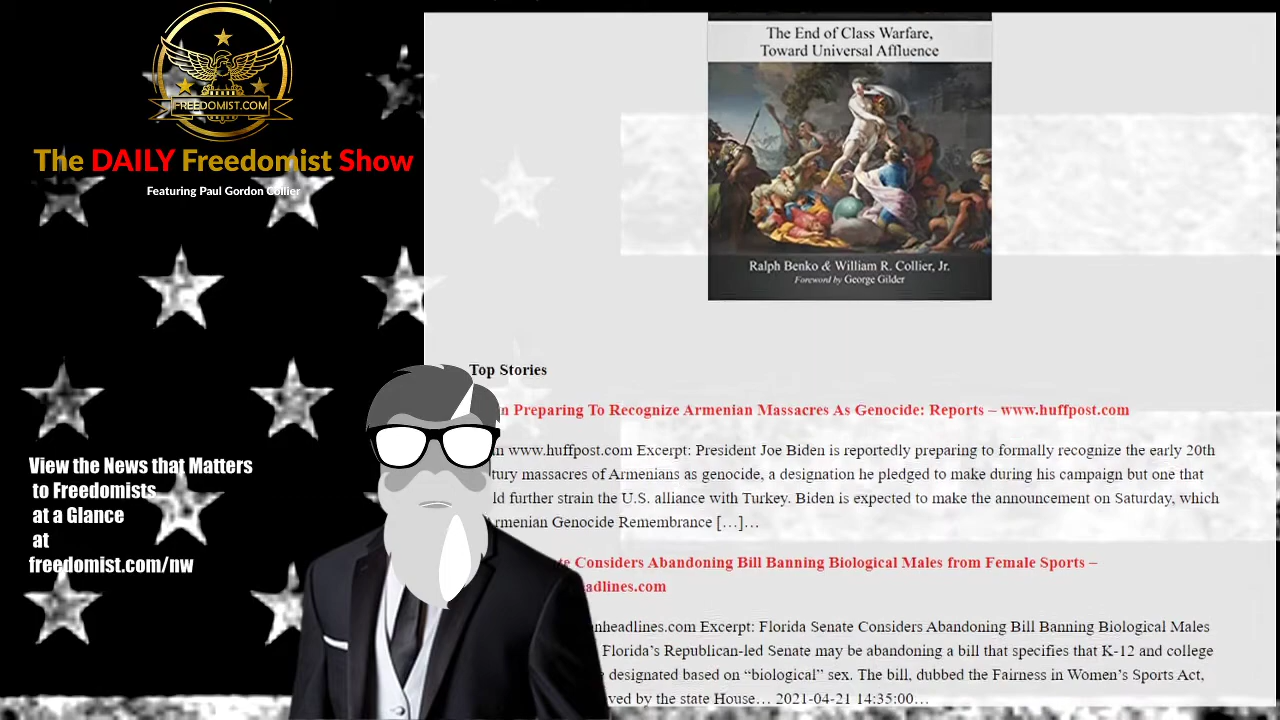 FREEDOMIST.COM
The DAILY Freedomist Show
Featuring Paul Gordon Collier
View the News that Matters
to Freedomists
at a Glance
at
freedomist.com/nw
The End of Class Warfare,
Toward Universal Affluence
Ralph Benko & William R. Collier, Jr.
Foreword by George Gilder
Top Stories
Preparing To Recognize Armenian Massacres As Genocide: Reports – www.huffpost.com
www.huffpost.com Excerpt: President Joe Biden is reportedly preparing to formally recognize the early 20th
massacres of Armenians as genocide, a designation he pledged to make during his campaign but one that
further strain the U.S. alliance with Turkey. Biden is expected to make the announcement on Saturday, which
Armenian Genocide Remembrance […]…
Considers Abandoning Bill Banning Biological Males from Female Sports –
Excerpt: Florida Senate Considers Abandoning Bill Banning Biological Males
Florida’s Republican-led Senate may be abandoning a bill that specifies that K-12 and college
designated based on “biological” sex. The bill, dubbed the Fairness in Women’s Sports Act,
by the state House… 2021-04-21 14:35:00…